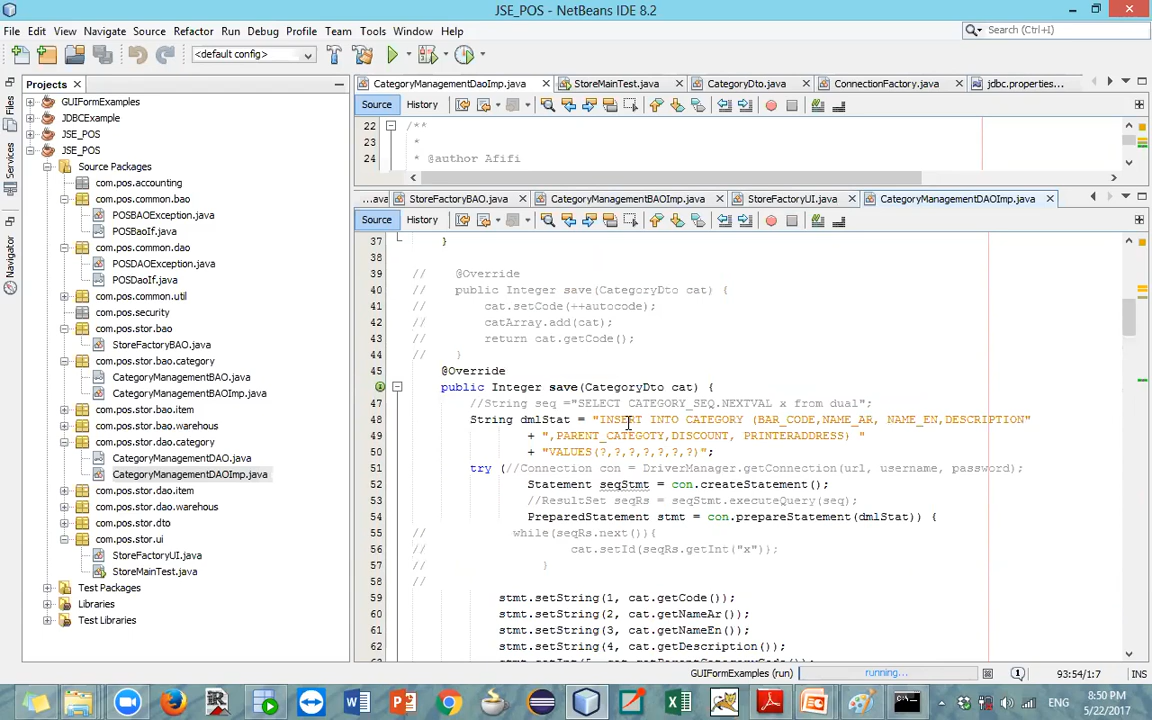 JSE_POS - NetBeans IDE 8.2
File Edit View Navigate Source Refactor Run Debug Profile Team Tools Window Help
Search (Ctrl+I)
<default config>
Projects
CategoryManagementDaoImp.java StoreMainTest.java CategoryDto.java ConnectionFactory.java jdbc.properties...
Files
Services
Navigator
GUIFormExamples
JDBCExample
JSE_POS
JSE_POS
Source Packages
com.pos.accounting
com.pos.common.bao
POSBAOException.java
POSBaoIf.java
com.pos.common.dao
POSDAOException.java
POSDaoIf.java
com.pos.common.util
com.pos.security
com.pos.stor.bao
StoreFactoryBAO.java
com.pos.stor.bao.category
CategoryManagementBAO.java
CategoryManagementBAOImp.java
com.pos.stor.bao.item
com.pos.stor.bao.warehous
com.pos.stor.dao.category
CategoryManagementDAO.java
CategoryManagementDAOImp.java
com.pos.stor.dao.item
com.pos.stor.dao.warehous
com.pos.stor.dto
com.pos.stor.ui
StoreFactoryUI.java
StoreMainTest.java
Test Packages
Libraries
Test Libraries
Source History
22 /**
23 *
24 * @author Afifi
...ava StoreFactoryBAO.java CategoryManagementBAOImp.java StoreFactoryUI.java CategoryManagementDAOImp.java
Source History
37 }
38
39 // @Override
40 // public Integer save(CategoryDto cat) {
41 // cat.setCode(++autocode);
42 // catArray.add(cat);
43 // return cat.getCode();
44 // }
45 @Override
public Integer save(CategoryDto cat) {
47 //String seq ="SELECT CATEGORY_SEQ.NEXTVAL x from dual";
48 String dmlStat = "INSERT INTO CATEGORY (BAR_CODE,NAME_AR, NAME_EN,DESCRIPTION"
49 + ",PARENT_CATEGOTY,DISCOUNT, PRINTERADDRESS) "
50 + "VALUES(?,?,?,?,?,?,?)";
51 try (//Connection con = DriverManager.getConnection(url, username, password);
52 Statement seqStmt = con.createStatement();
53 //ResultSet seqRs = seqStmt.executeQuery(seq);
54 PreparedStatement stmt = con.prepareStatement(dmlStat)) {
55 // while(seqRs.next()){
56 // cat.setId(seqRs.getInt("x"));
57 // }
58 //
59 stmt.setString(1, cat.getCode());
60 stmt.setString(2, cat.getNameAr());
61 stmt.setString(3, cat.getNameEn());
62 stmt.setString(4, cat.getDescription());
GUIFormExamples (run) running... 1 93:54/1:7 INS
ENG
8:50 PM
5/22/2017